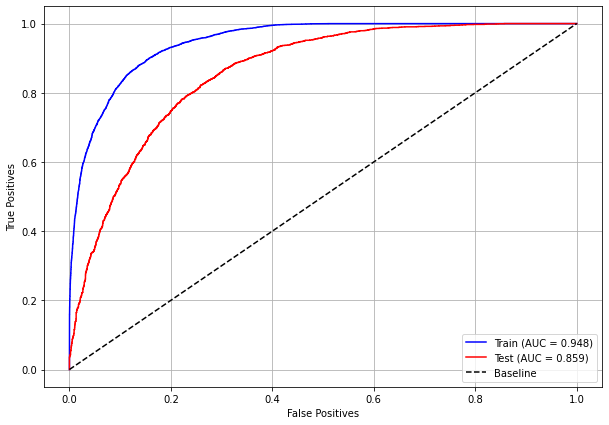 1.0
0.8
0.6
0.4
0.2
0.0
True Positives
0.0 0.2 0.4 0.6 0.8 1.0
False Positives
Train (AUC = 0.948)
Test (AUC = 0.859)
Baseline